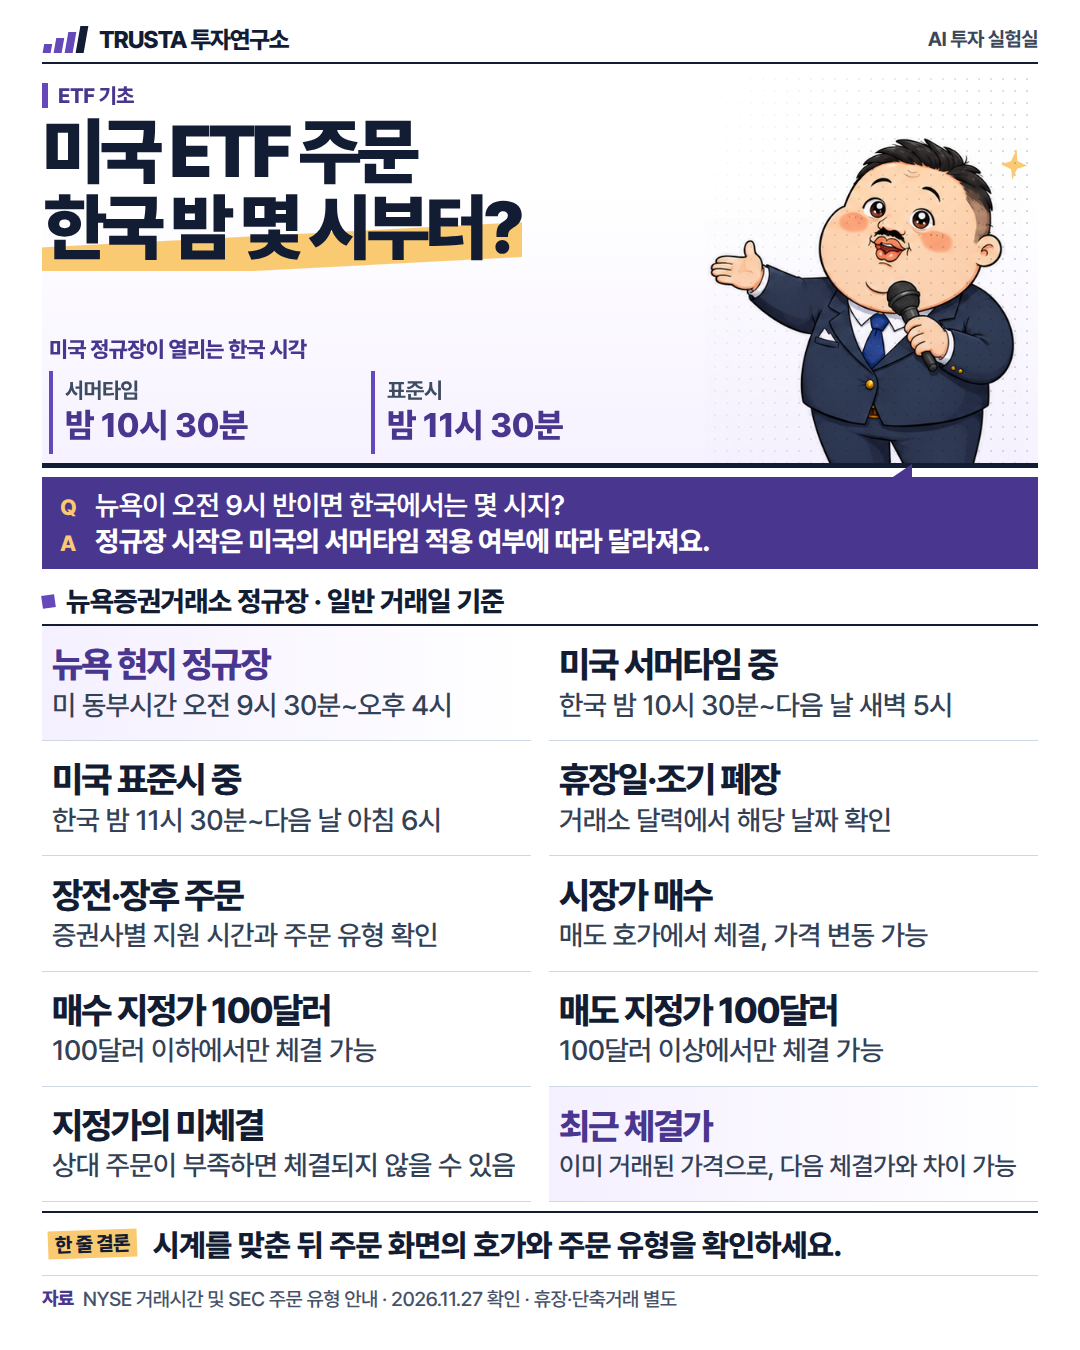 TRUSTA 투자연구소
AI 투자 실험실
ETF 기초
미국 ETF 주문
한국 밤 몇 시부터?
미국 정규장이 열리는 한국 시각
서머타임
밤 10시 30분
표준시
밤 11시 30분
Q 뉴욕이 오전 9시 반이면 한국에서는 몇 시지?
A 정규장 시작은 미국의 서머타임 적용 여부에 따라 달라져요.
뉴욕증권거래소 정규장 · 일반 거래일 기준
뉴욕 현지 정규장
미 동부시간 오전 9시 30분~오후 4시
미국 서머타임 중
한국 밤 10시 30분~다음 날 새벽 5시
미국 표준시 중
한국 밤 11시 30분~다음 날 아침 6시
휴장일·조기 폐장
거래소 달력에서 해당 날짜 확인
장전·장후 주문
증권사별 지원 시간과 주문 유형 확인
시장가 매수
매도 호가에서 체결, 가격 변동 가능
매수 지정가 100달러
100달러 이하에서만 체결 가능
매도 지정가 100달러
100달러 이상에서만 체결 가능
지정가의 미체결
상대 주문이 부족하면 체결되지 않을 수 있음
최근 체결가
이미 거래된 가격으로, 다음 체결가와 차이 가능
한 줄 결론 시계를 맞춘 뒤 주문 화면의 호가와 주문 유형을 확인하세요.
자료 NYSE 거래시간 및 SEC 주문 유형 안내 · 2026.11.27 확인 · 휴장·단축거래 별도